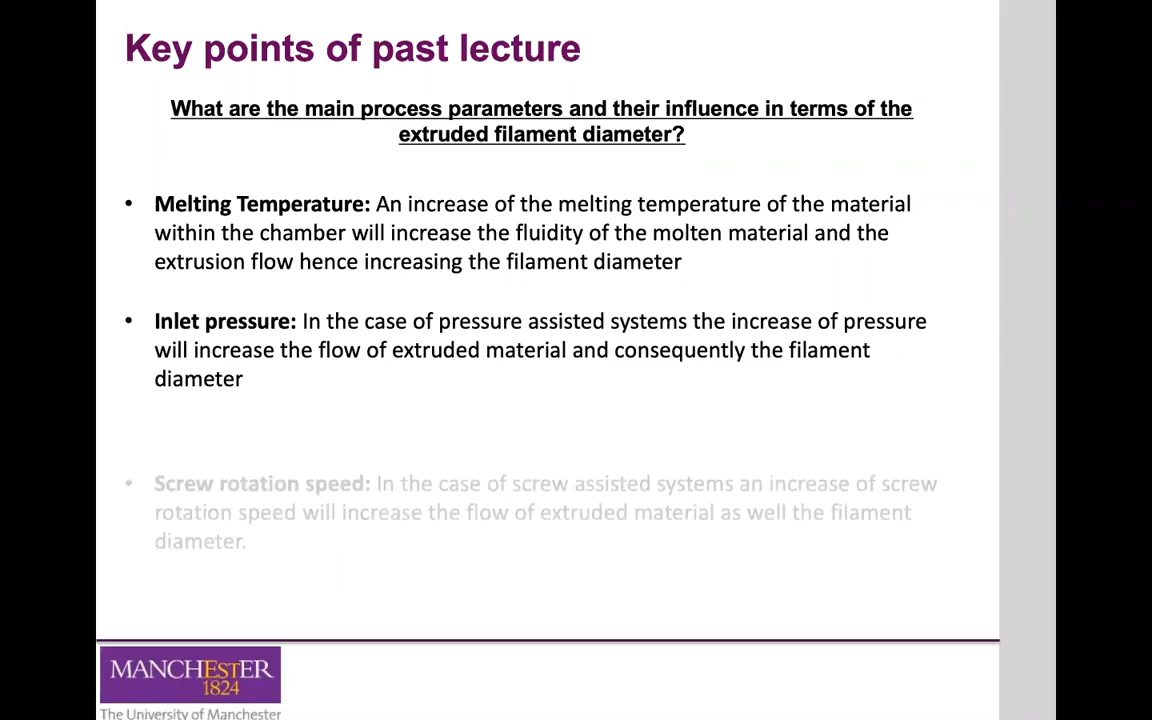 Key points of past lecture
What are the main process parameters and their influence in terms of the
extruded filament diameter?
• Melting Temperature: An increase of the melting temperature of the material
within the chamber will increase the fluidity of the molten material and the
extrusion flow hence increasing the filament diameter
• Inlet pressure: In the case of pressure assisted systems the increase of pressure
will increase the flow of extruded material and consequently the filament
diameter
• Screw rotation speed: In the case of screw assisted systems an increase of screw
rotation speed will increase the flow of extruded material as well the filament
diameter.
MANCHESTER
1824
The University of Manchester